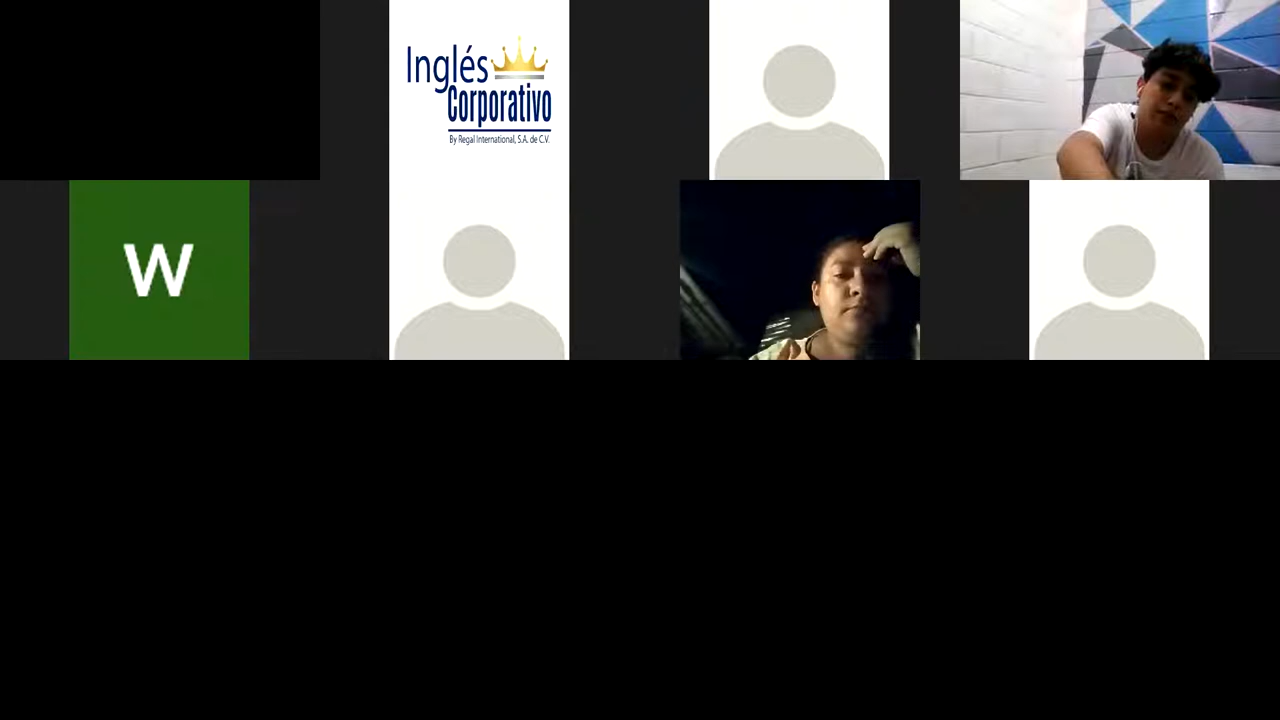 Inglés
Corporativo
By Regal International, S.A. de C.V.
W